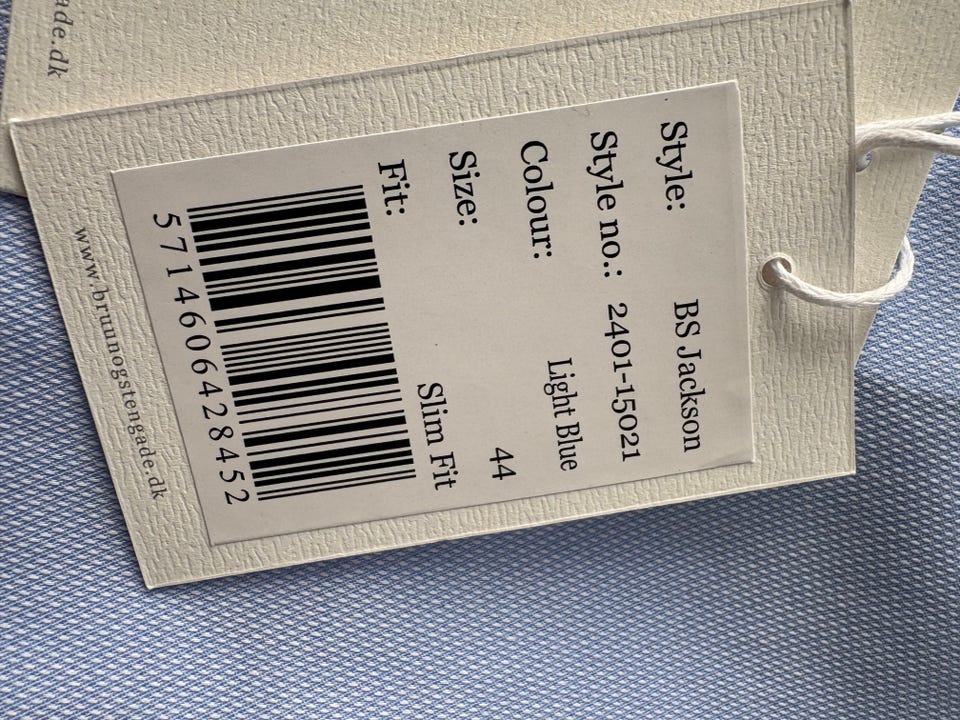 Style: BS Jackson
Style no.: 2401-15021
Colour: Light Blue
Size: 44
Fit: Slim Fit
5714606428452
www.bruunogstengade.dk
ade.dk